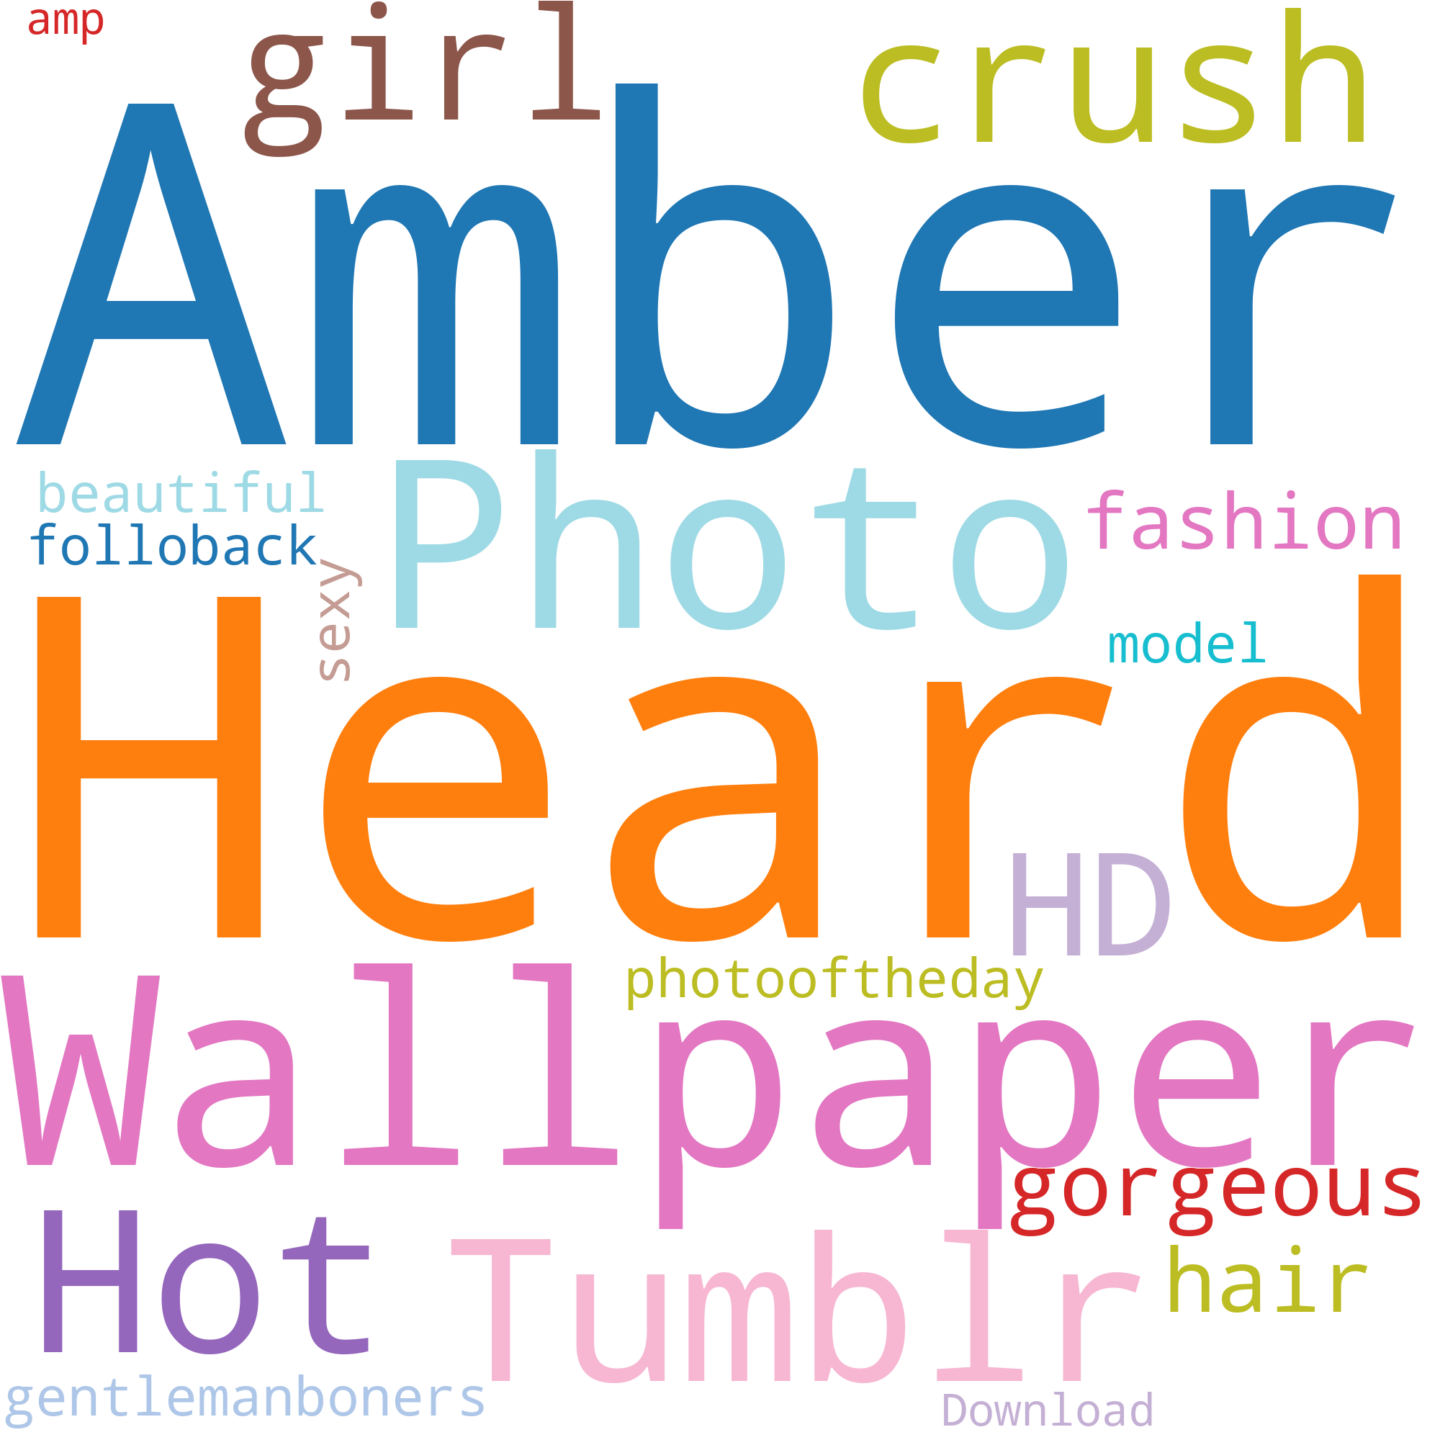 amp
girl
crush
Amber
beautiful
Photo
fashion
folloback
sexy
model
Heard
HD
photooftheday
Wallpaper
gorgeous
Hot
Tumblr
hair
gentlemanboners
Download